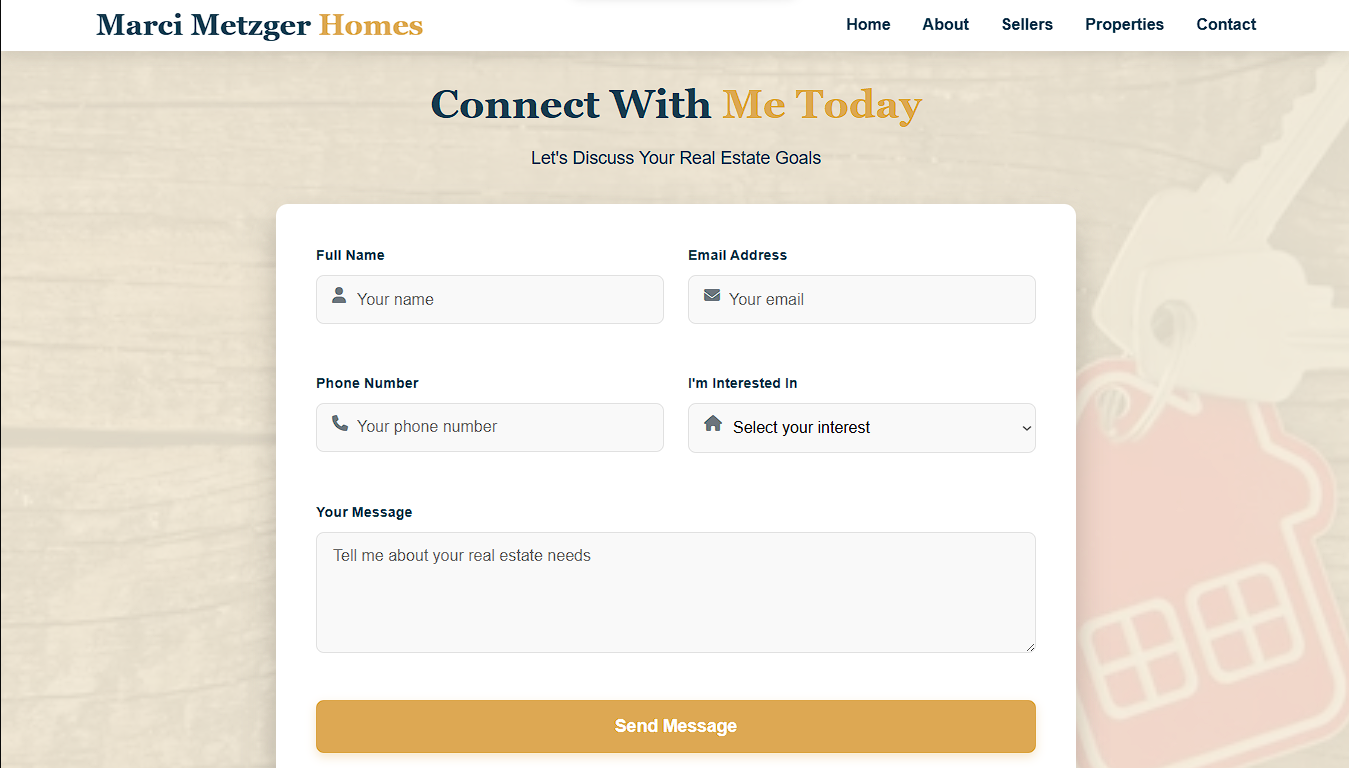 Marci Metzger Homes
Home About Sellers Properties Contact
Connect With Me Today
Let's Discuss Your Real Estate Goals
Full Name
Email Address
Your name
Your email
Phone Number
I'm Interested In
Your phone number
Select your interest
Your Message
Tell me about your real estate needs
Send Message